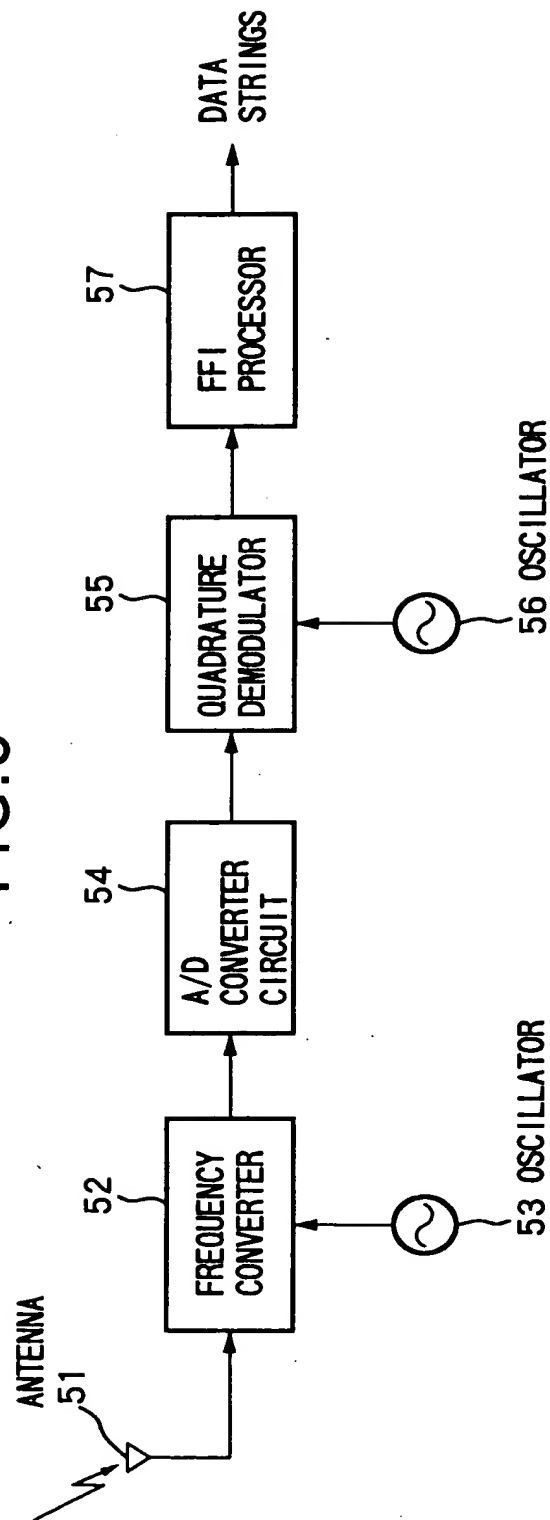 FIG.
ANTENNA
51
52
FREQUENCY
CONVERTER
53 OSCILLATOR
54
A/D
CONVERTER
CIRCUIT
55
QUADRATURE
DEMODULATOR
56 OSCILLATOR
57
FFI
PROCESSOR
DATA
STRINGS